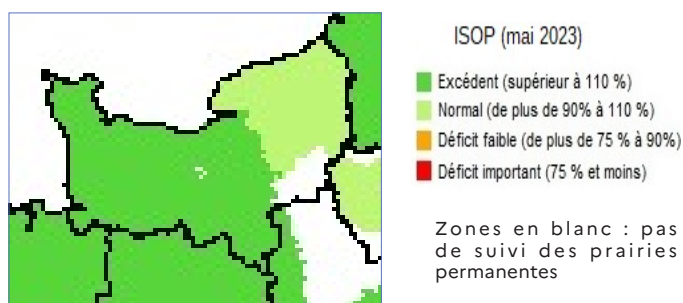 ISOP (mai 2023)
Excédent (supérieur à 110 %)
Normal (de plus de 90% à 110 %)
Déficit faible (de plus de 75 % à 90%)
Déficit important (75 % et moins)
Zones en blanc : pas
de suivi des prairies
permanentes